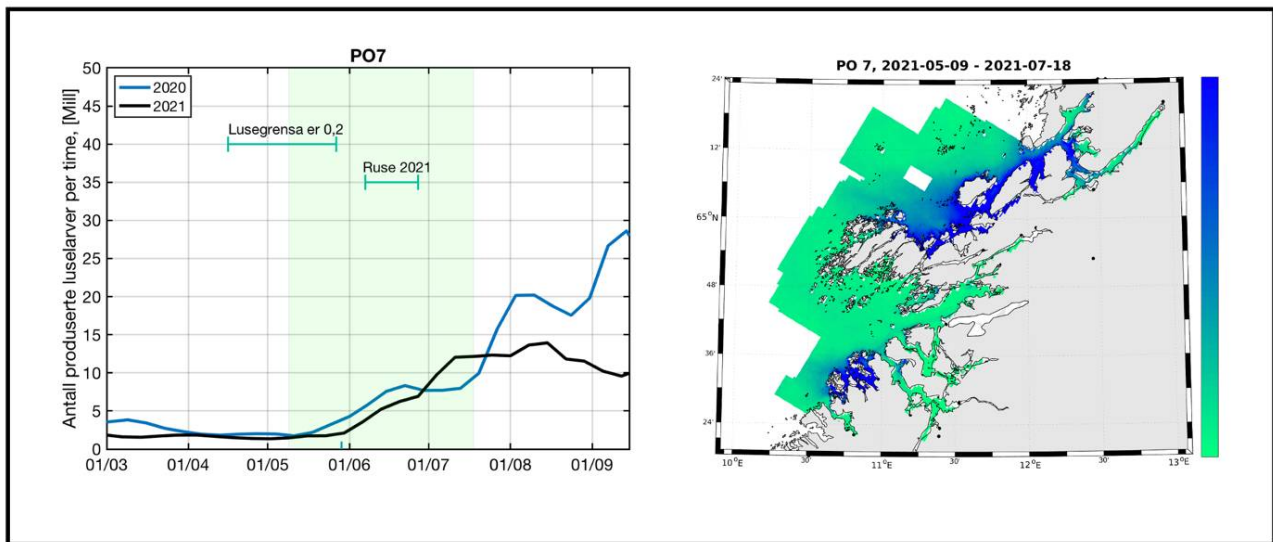 PO7
Antall produserte luselarver per time, [Mill]
50
45
40
35
30
25
20
15
10
5
0
2020
2021
Lusegrensa er 0,2
Ruse 2021
01/03
01/04
01/05
01/06
01/07
01/08
01/09
PO 7, 2021-05-09 - 2021-07-18
24'
12'
65°N
48'
36'
24'
10°E
30'
11°E
30'
12°E
30'
13°E